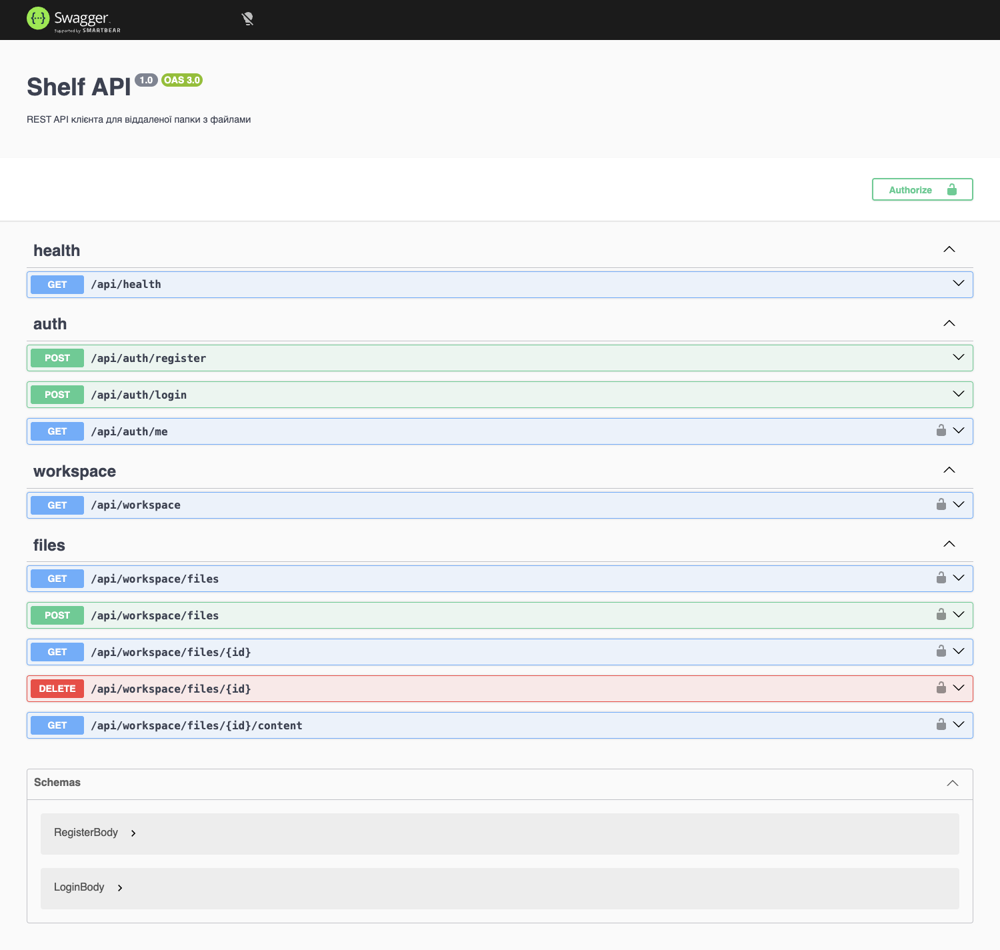 Swagger
Supported by SMARTBEAR
Shelf API 1.0 OAS 3.0
REST API клієнта для віддаленої папки з файлами
Authorize
health
GET /api/health
auth
POST /api/auth/register
POST /api/auth/login
GET /api/auth/me
workspace
GET /api/workspace
files
GET /api/workspace/files
POST /api/workspace/files
GET /api/workspace/files/{id}
DELETE /api/workspace/files/{id}
GET /api/workspace/files/{id}/content
Schemas
RegisterBody
LoginBody